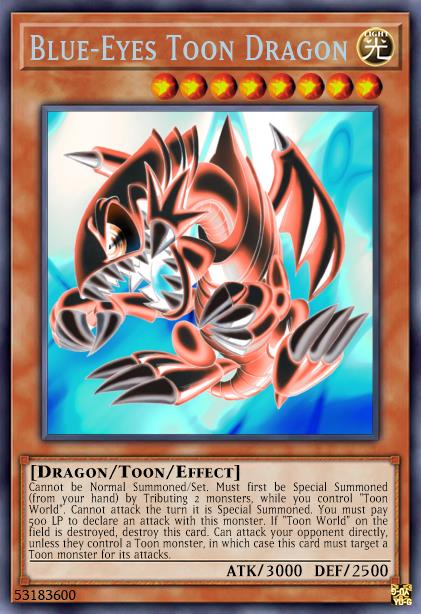 BLUE-EYES TOON DRAGON
LIGHT
光
[DRAGON/TOON/EFFECT]
Cannot be Normal Summoned/Set. Must first be Special Summoned
(from your hand) by Tributing 2 monsters, while you control "Toon
World". Cannot attack the turn it is Special Summoned. You must pay
500 LP to declare an attack with this monster. If "Toon World" on the
field is destroyed, destroy this card. Can attack your opponent directly,
unless they control a Toon monster, in which case this card must target a
Toon monster for its attacks.
ATK/3000 DEF/2500
53183600